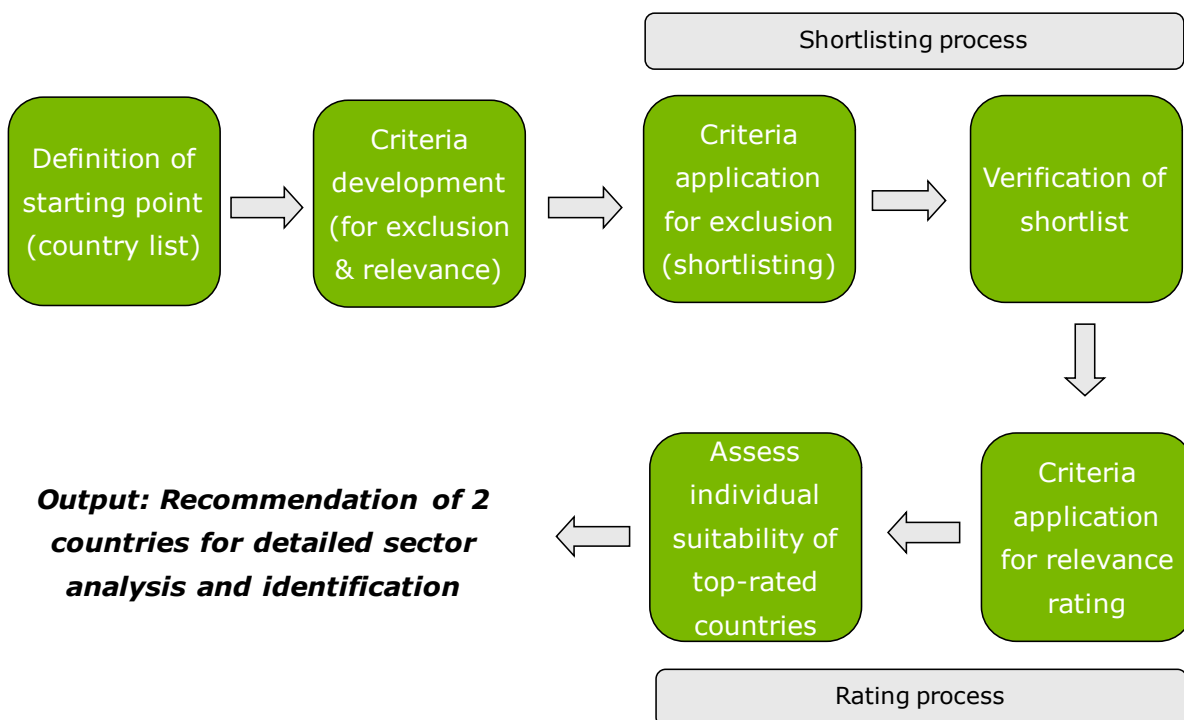 Shortlisting process
Definition of
starting point
(country list)
Criteria
development
(for exclusion
& relevance)
Criteria
application
for exclusion
(shortlisting)
Verification of
shortlist
Criteria
application
for relevance
rating
Assess
individual
suitability of
top-rated
countries
Output: Recommendation of 2
countries for detailed sector
analysis and identification
Rating process